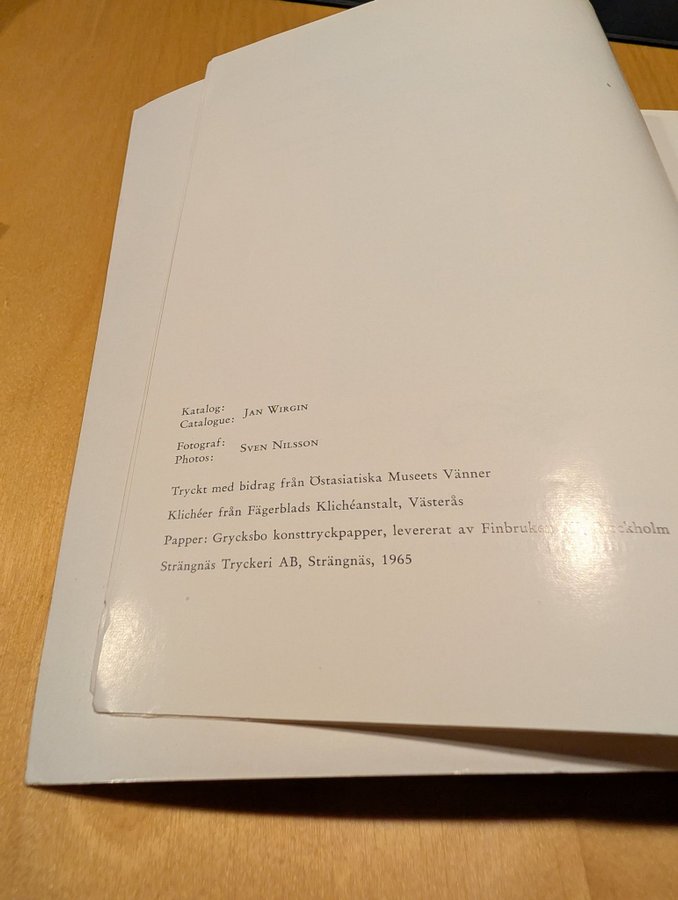 Katalog: JAN WIRGIN
Catalogue:
Fotograf: SVEN NILSSON
Photos:
Tryckt med bidrag från Östasiatiska Museets Vänner
Klichéer från Fägerblads Klichéanstalt, Västerås
Papper: Grycksbo konsttryckpapper, levererat av Finbruken
Strängnäs Tryckeri AB, Strängnäs, 1965